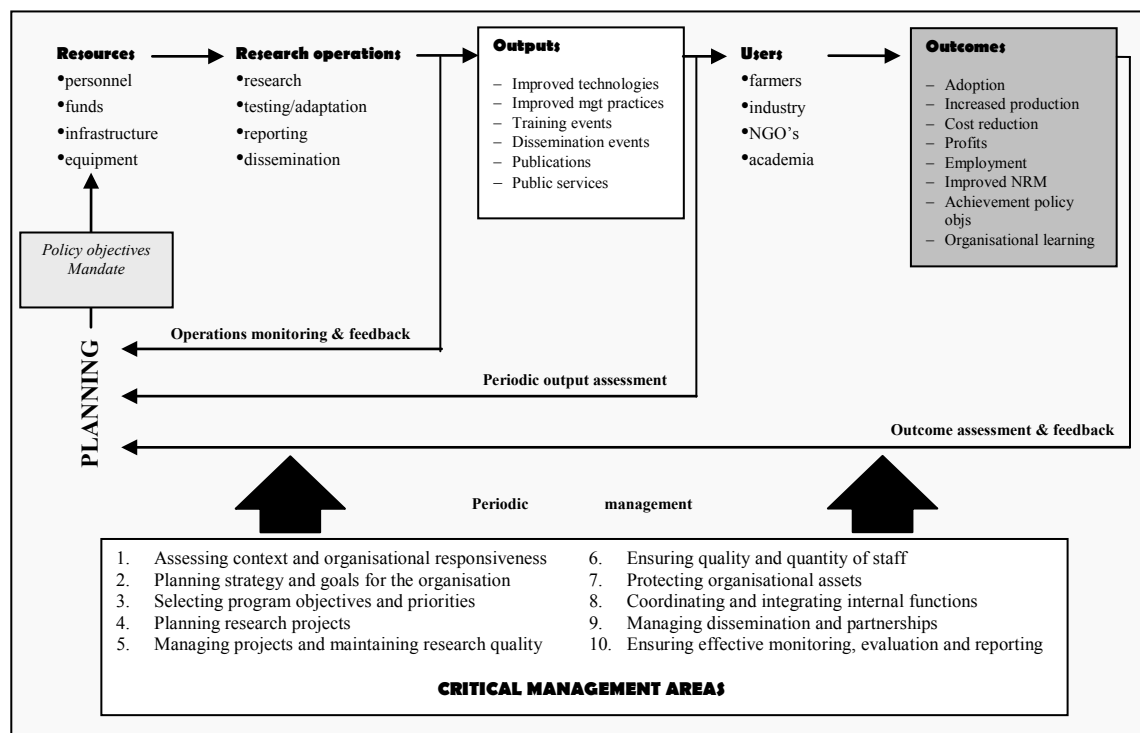 Resources
•personnel
•funds
•infrastructure
•equipment
Research operations
•research
•testing/adaptation
•reporting
•dissemination
Outputs
– Improved technologies
– Improved mgt practices
– Training events
– Dissemination events
– Publications
– Public services
Users
•farmers
•industry
•NGO's
•academia
Outcomes
– Adoption
– Increased production
– Cost reduction
– Profits
– Employment
– Improved NRM
– Achievement policy
objs
– Organisational learning
Policy objectives
Mandate
PLANNING
Operations monitoring & feedback
Periodic output assessment
Outcome assessment & feedback
Periodic management
1. Assessing context and organisational responsiveness
2. Planning strategy and goals for the organisation
3. Selecting program objectives and priorities
4. Planning research projects
5. Managing projects and maintaining research quality
6. Ensuring quality and quantity of staff
7. Protecting organisational assets
8. Coordinating and integrating internal functions
9. Managing dissemination and partnerships
10. Ensuring effective monitoring, evaluation and reporting
CRITICAL MANAGEMENT AREAS